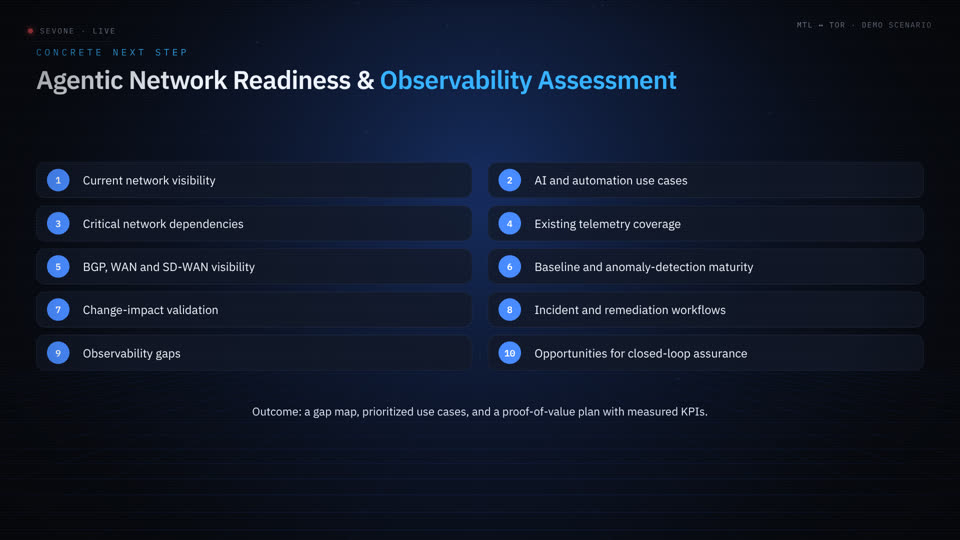 SEVONE · LIVE
MTL ↔ TOR · DEMO SCENARIO
CONCRETE NEXT STEP
Agentic Network Readiness & Observability Assessment
1 Current network visibility
2 AI and automation use cases
3 Critical network dependencies
4 Existing telemetry coverage
5 BGP, WAN and SD-WAN visibility
6 Baseline and anomaly-detection maturity
7 Change-impact validation
8 Incident and remediation workflows
9 Observability gaps
10 Opportunities for closed-loop assurance
Outcome: a gap map, prioritized use cases, and a proof-of-value plan with measured KPIs.